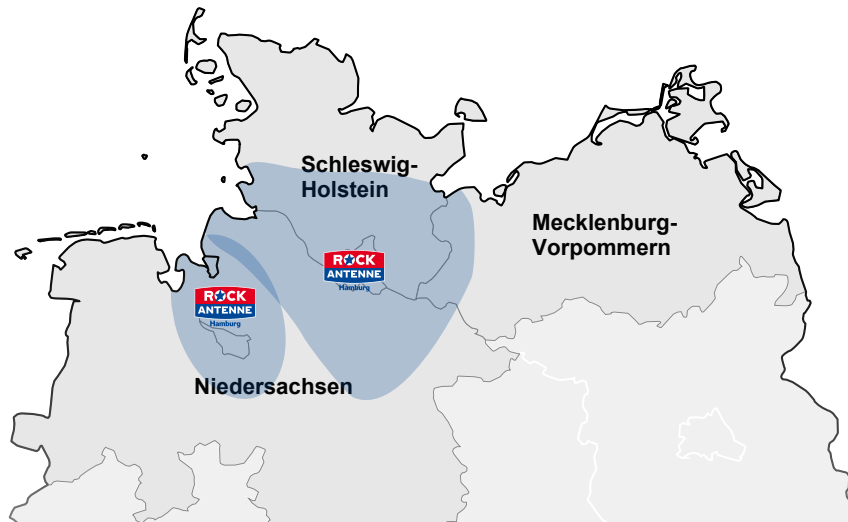 Schleswig-
Holstein
Mecklenburg-
Vorpommern
ROCK
ANTENNE
Hamburg
ROCK
ANTENNE
Hamburg
Niedersachsen